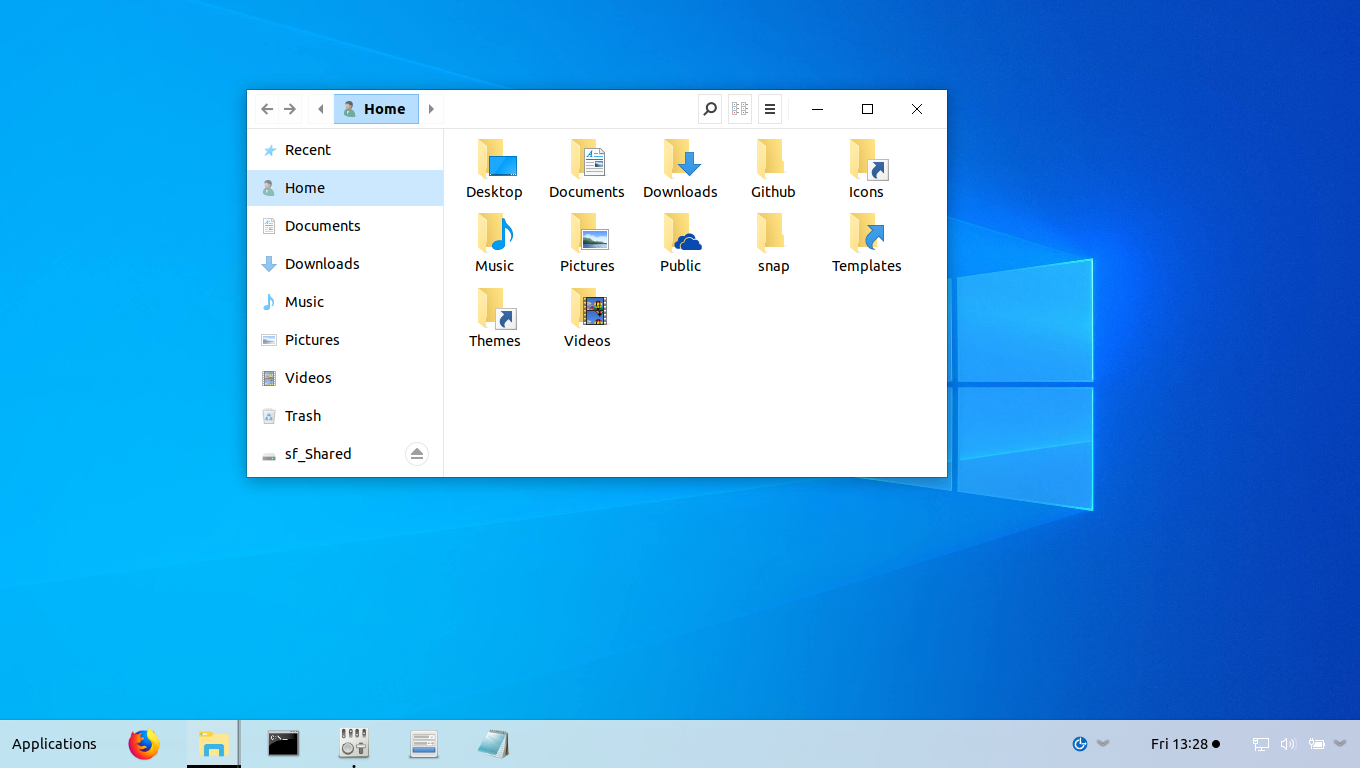 Home
Recent
Home
Documents
Downloads
Music
Pictures
Videos
Trash
sf_Shared
Desktop Documents Downloads Github Icons
Music Pictures Public snap Templates
Themes Videos
Applications
Fri 13:28